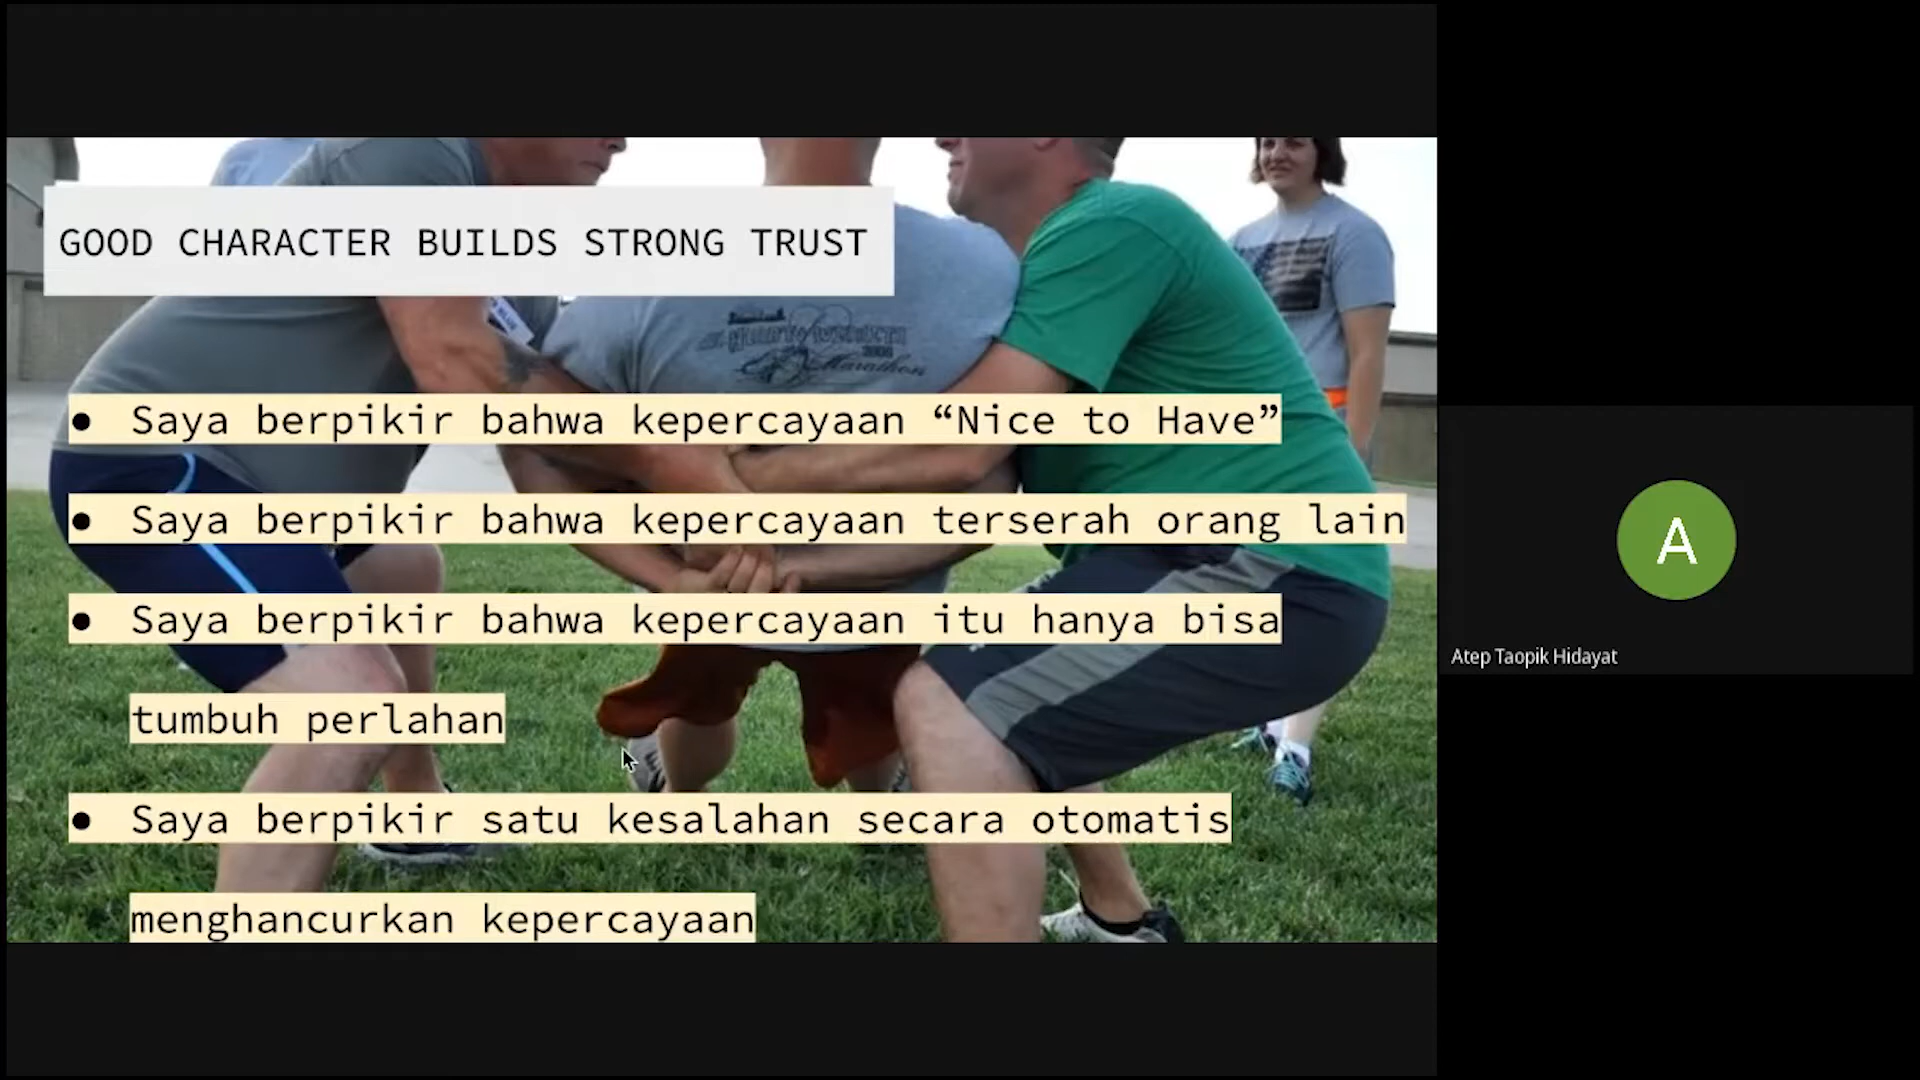 GOOD CHARACTER BUILDS STRONG TRUST
● Saya berpikir bahwa kepercayaan “Nice to Have”
● Saya berpikir bahwa kepercayaan terserah orang lain
● Saya berpikir bahwa kepercayaan itu hanya bisa
tumbuh perlahan
● Saya berpikir satu kesalahan secara otomatis
menghancurkan kepercayaan
A
Atep Taopik Hidayat
Marathon